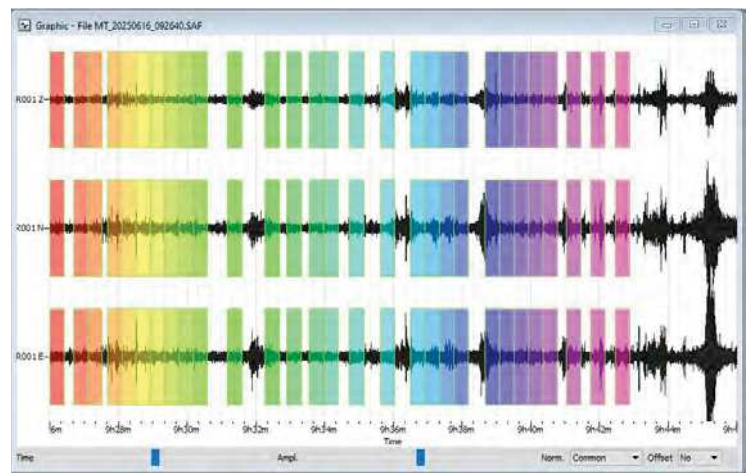 Graphic - File MT_20250616_092640.SAF
R001 Z
R001 N
R001 E
6m 9h28m 9h30m 9h32m 9h34m 9h36m 9h38m 9h40m 9h42m 9h44m 9h4
Time
Time Ampl. Norm. Common Offset No